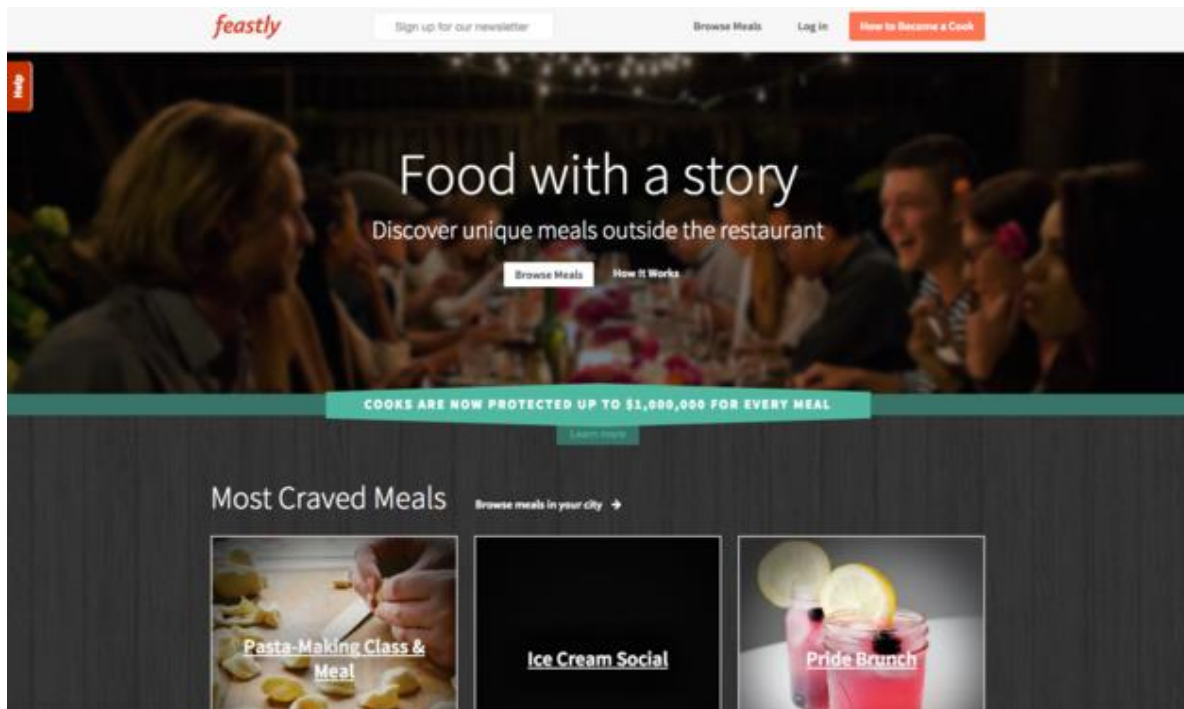 feastly
Sign up for our newsletter
Browse Meals
Log in
How to Become a Cook
Help
Food with a story
Discover unique meals outside the restaurant
Browse Meals
How It Works
COOKS ARE NOW PROTECTED UP TO $1,000,000 FOR EVERY MEAL
Learn more
Most Craved Meals
Browse meals in your city →
Pasta-Making Class &
Meal
Ice Cream Social
Pride Brunch